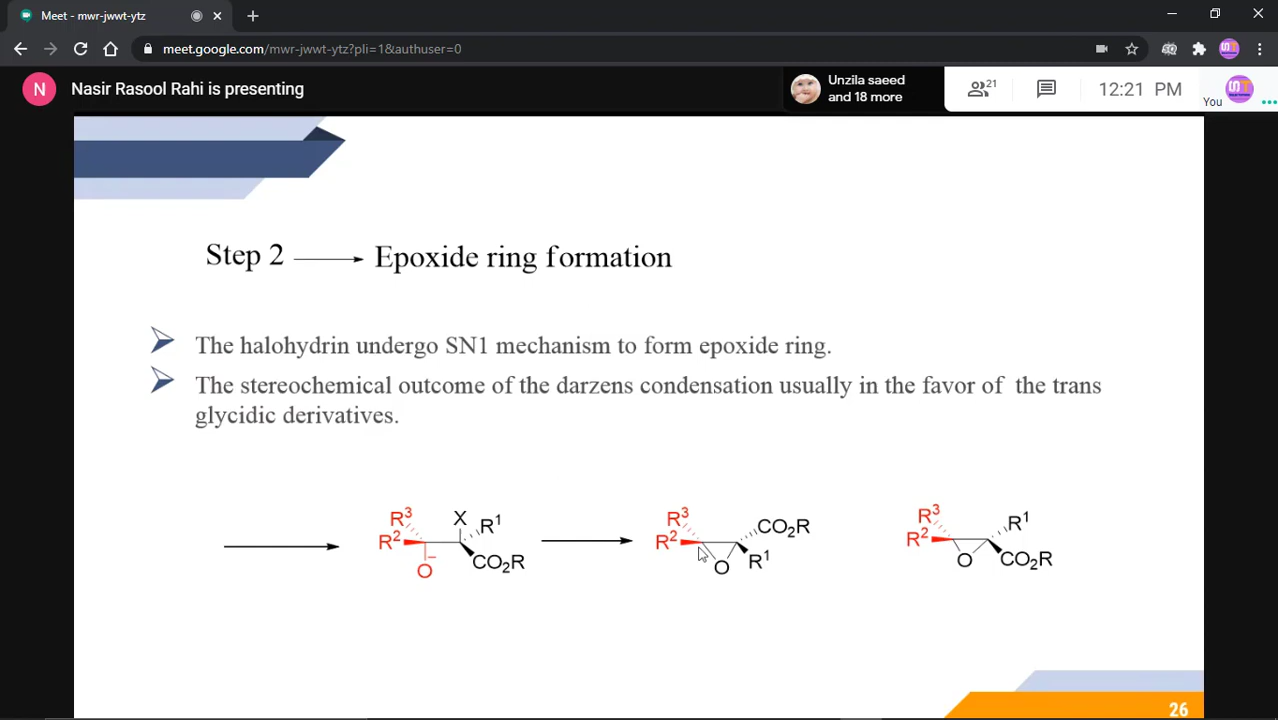 Meet - mwr-jwwt-ytz
meet.google.com/mwr-jwwt-ytz?pli=1&authuser=0
N
Nasir Rasool Rahi is presenting
Unzila saeed
and 18 more
21
12:21 PM
You
Step 2 ⟶ Epoxide ring formation
The halohydrin undergo SN1 mechanism to form epoxide ring.
The stereochemical outcome of the darzens condensation usually in the favor of the trans
glycidic derivatives.
R³ X R¹
R² CO₂R
O⁻
R³ CO₂R
R² R¹
O
R³ R¹
R² CO₂R
O
26